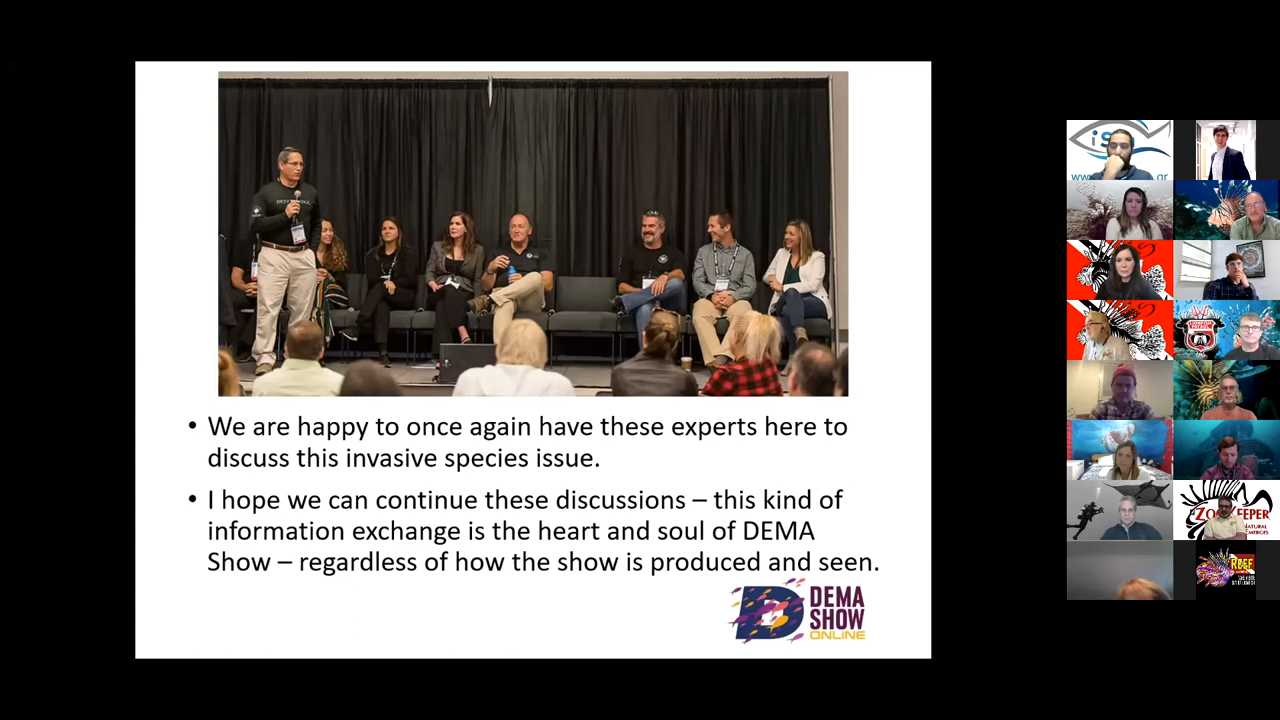 • We are happy to once again have these experts here to
discuss this invasive species issue.
• I hope we can continue these discussions – this kind of
information exchange is the heart and soul of DEMA
Show – regardless of how the show is produced and seen.
DEMA
SHOW
ONLINE
REEF